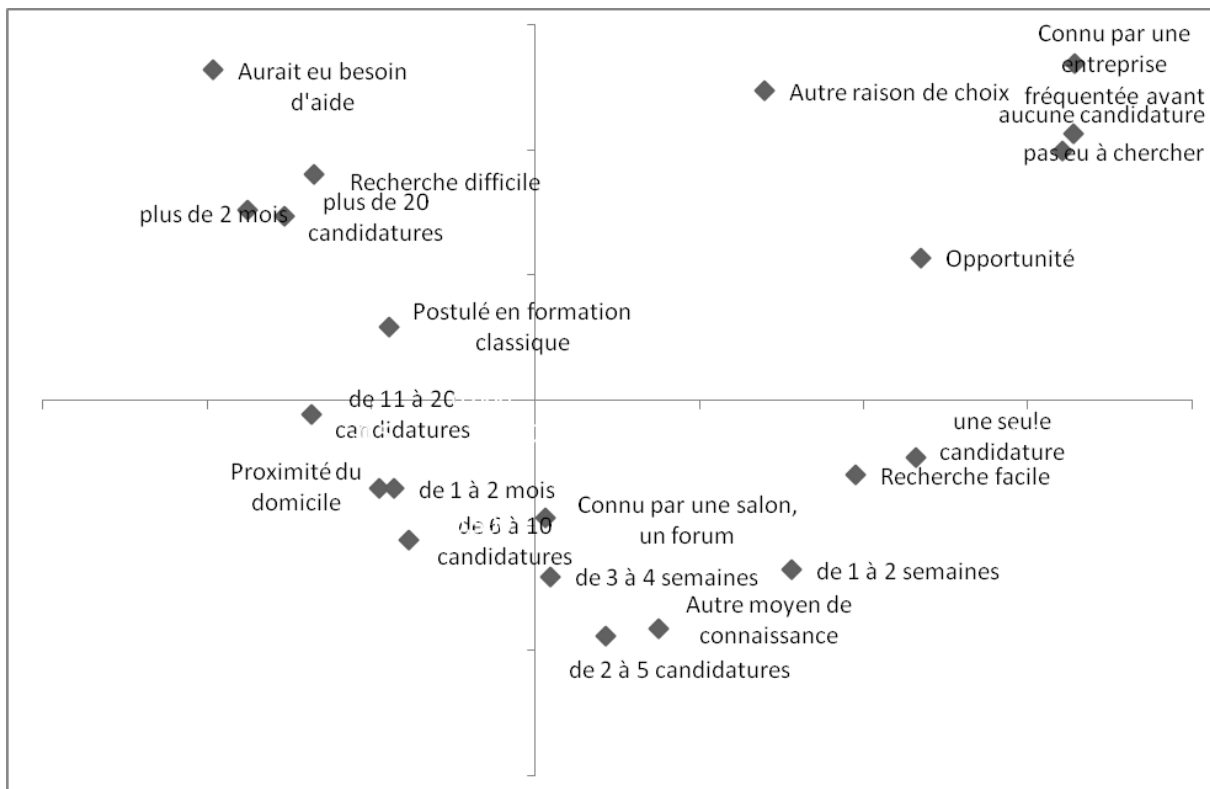 Connu par une
entreprise
fréquentée avant
Aurait eu besoin
d'aide
Autre raison de choix
aucune candidature
pas eu à chercher
Recherche difficile
plus de 2 mois
plus de 20
candidatures
Opportunité
Postulé en formation
classique
de 11 à 20
candidatures
une seule
candidature
Recherche facile
Proximité du
domicile
de 1 à 2 mois
Connu par une salon,
un forum
de 6 à 10
candidatures
de 3 à 4 semaines
de 1 à 2 semaines
Autre moyen de
connaissance
de 2 à 5 candidatures